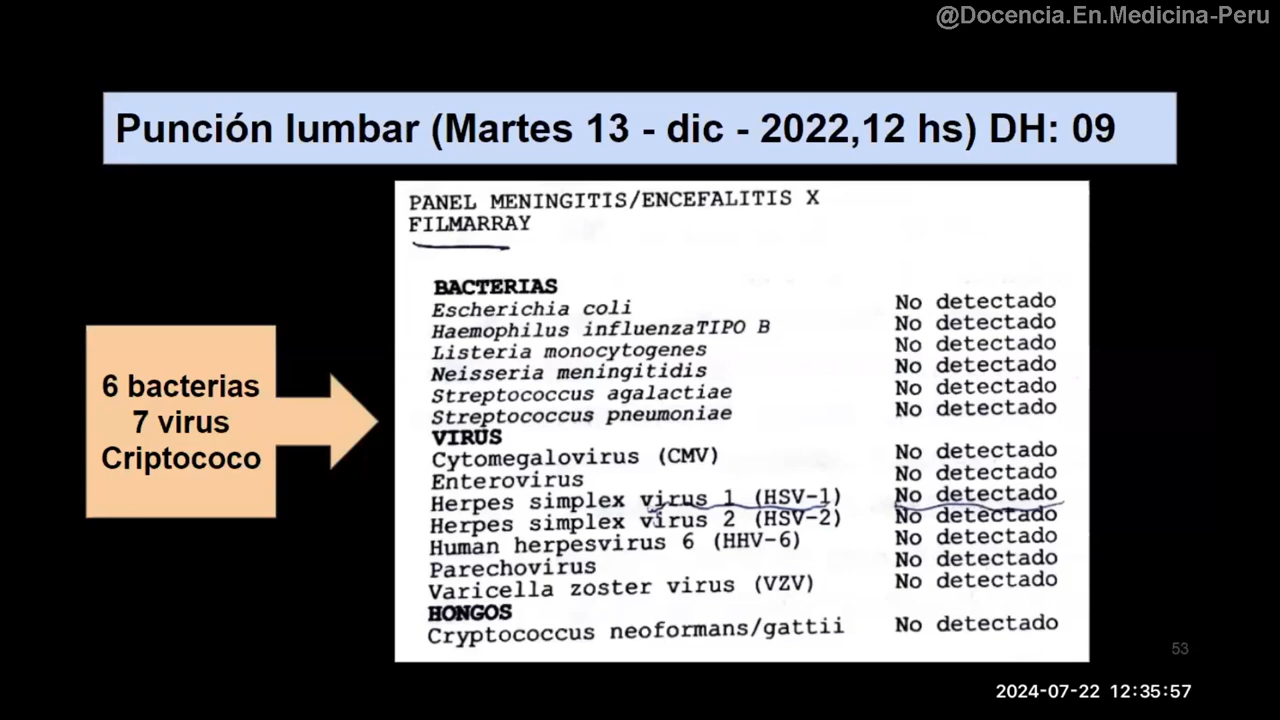 @Docencia.En.Medicina-Peru
Punción lumbar (Martes 13 - dic - 2022,12 hs) DH: 09
PANEL MENINGITIS/ENCEFALITIS X
FILMARRAY
6 bacterias
7 virus
Criptococo
BACTERIAS
Escherichia coli No detectado
Haemophilus influenzaTIPO B No detectado
Listeria monocytogenes No detectado
Neisseria meningitidis No detectado
Streptococcus agalactiae No detectado
Streptococcus pneumoniae No detectado
VIRUS
Cytomegalovirus (CMV) No detectado
Enterovirus No detectado
Herpes simplex virus 1 (HSV-1) No detectado
Herpes simplex virus 2 (HSV-2) No detectado
Human herpesvirus 6 (HHV-6) No detectado
Parechovirus No detectado
Varicella zoster virus (VZV) No detectado
HONGOS
Cryptococcus neoformans/gattii No detectado
53
2024-07-22 12:35:57